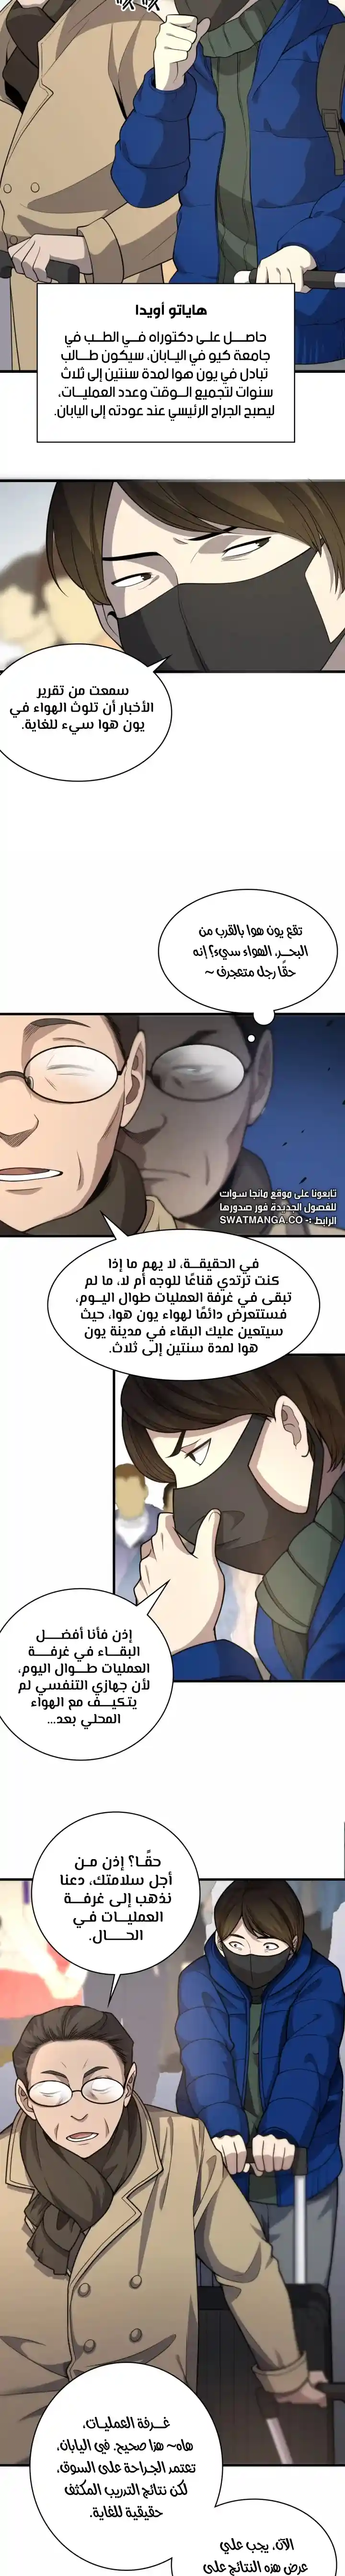 هاياتو أويدا
حاصل على دكتوراه في الطب في
جامعة كيو في اليابان، سيكون طالب
تبادل في يون هوا لمدة سنتين إلى ثلاث
سنوات لتجميع الوقت وعدد العمليات،
ليصبح الجراح الرئيسي عند عودته إلى اليابان.
سمعت من تقرير
الأخبار أن تلوث الهواء في
يون هوا سيء للغاية.
تقع يون هوا بالقرب من
البحر. الهواء سيء؟ إنه
حقًا رجل متعجرف ~
تابعونا على موقع مانجا سوات
للفصول الجديدة فور صدورها
الرابط :- SWATMANGA.CO
في الحقيقة، لا يهم ما إذا
كنت ترتدي قناعًا للوجه أم لا، ما لم
تبقى في غرفة العمليات طوال اليوم،
فستتعرض دائمًا لهواء يون هوا، حيث
سيتعين عليك البقاء في مدينة يون
هوا لمدة سنتين إلى ثلاث.
إذن فأنا أفضل
البقاء في غرفة
العمليات طوال اليوم،
لأن جهازي التنفسي لم
يتكيف مع الهواء
المحلي بعد...
حقًا؟ إذن من
أجل سلامتك، دعنا
نذهب إلى غرفة
العمليات في
الحال.
غرفة العمليات،
هاه~ هذا صحيح. في اليابان،
تعتمد الجراحة على السوق،
لكن نتائج التدريب المكثف
حقيقية للغاية.
الآن، يجب علي
عرض هذه النتائج على